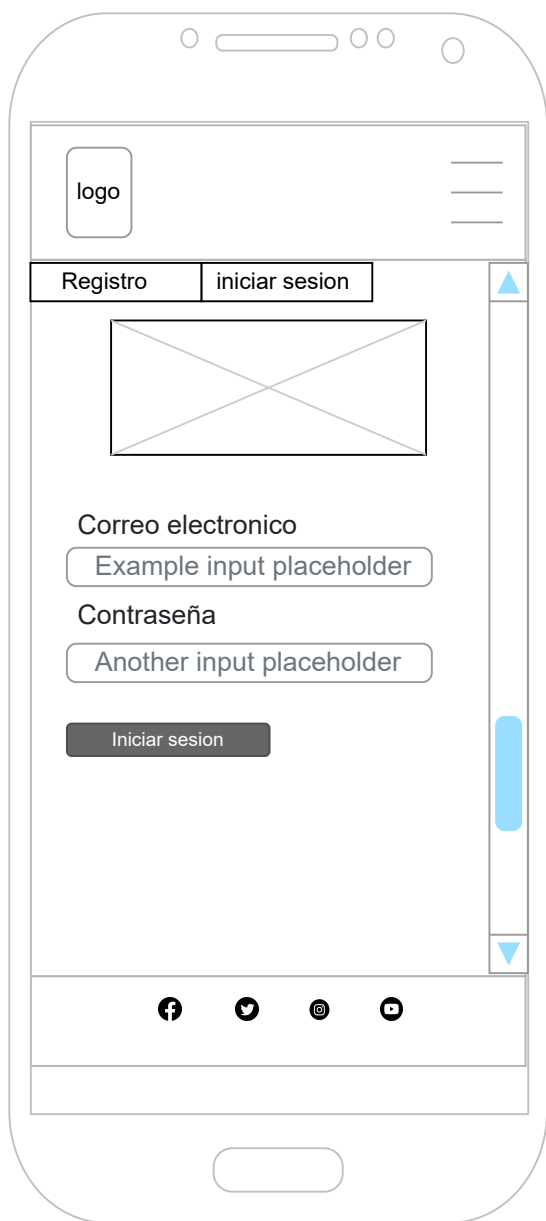 logo
Registro
iniciar sesion
Correo electronico
Example input placeholder
Contraseña
Another input placeholder
Iniciar sesion